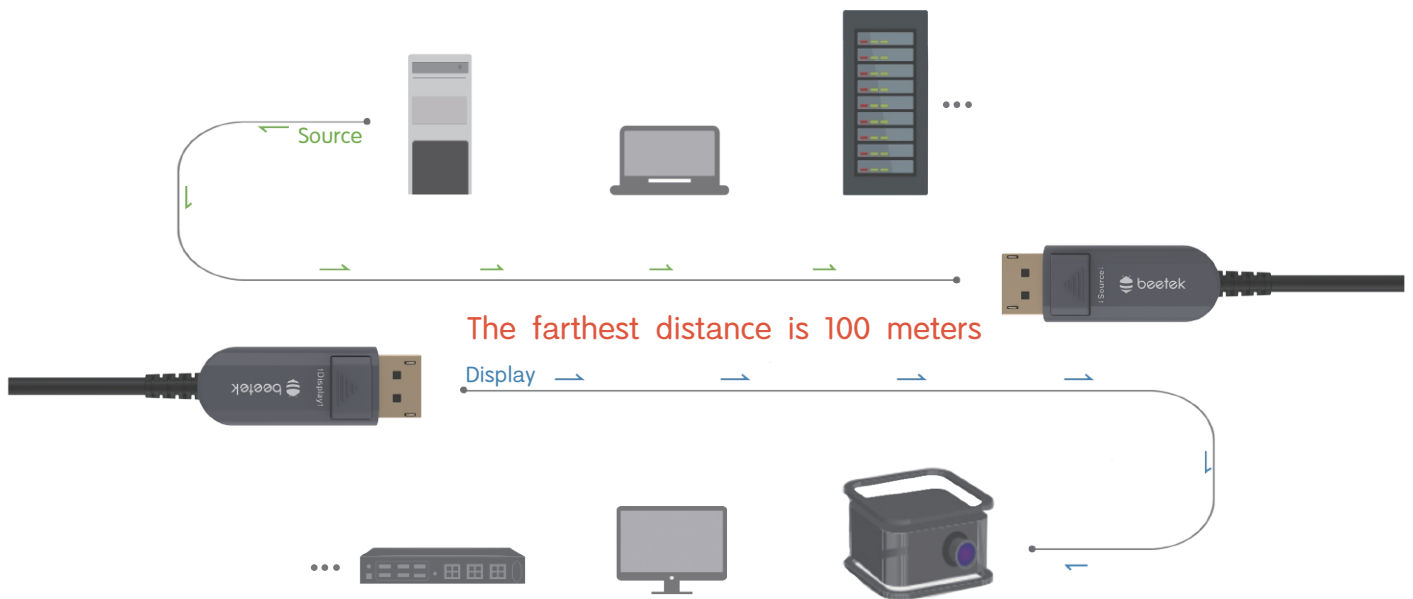 Source
!Source!
beetek
The farthest distance is 100 meters
Display
beetek
!Display!